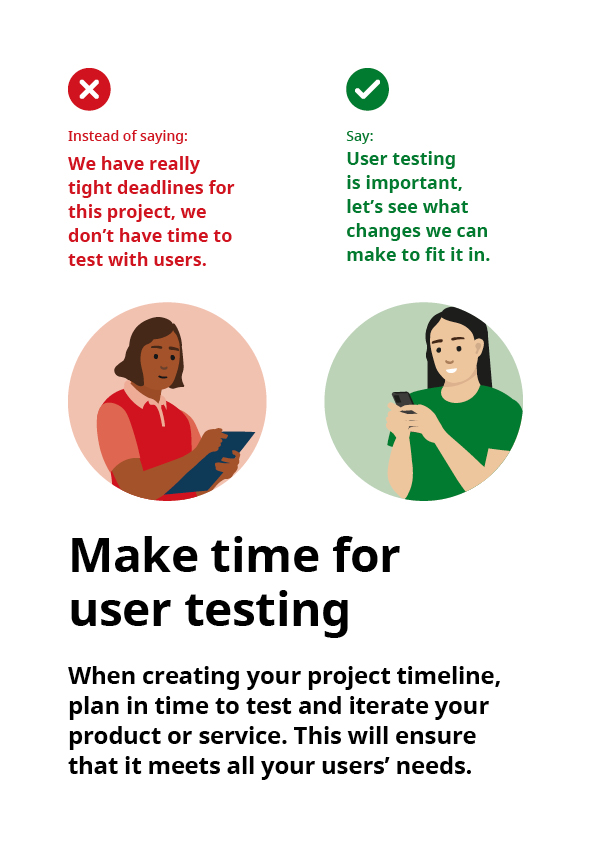 Instead of saying:
We have really
tight deadlines for
this project, we
don’t have time to
test with users.
Say:
User testing
is important,
let’s see what
changes we can
make to fit it in.
Make time for
user testing
When creating your project timeline,
plan in time to test and iterate your
product or service. This will ensure
that it meets all your users’ needs.